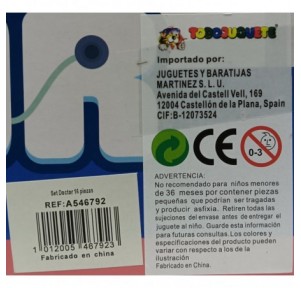 TODOJUGUETE
Importado por:
JUGUETES Y BARATIJAS
MARTINEZ S. L. U.
Avenida del Castell Vell, 169
12004 Castellón de la Plana, Spain
CIF:B-12073524
CE
0-3
ADVERTENCIA:
No recomendado para niños menores
de 36 meses por contener piezas
pequeñas que podrían ser tragadas
y producir asfixia. Retirar todas las
sujeciones del envase antes de entregar el
juguete al niño. Guarde esta información
para futuras consultas.
Los colores y especificaciones del producto
pueden variar con respecto a los de la
ilustración.
Fabricado en China.
Set Doctor 16 piezas
REF:A546792
1 012005 467923
Fabricado en China